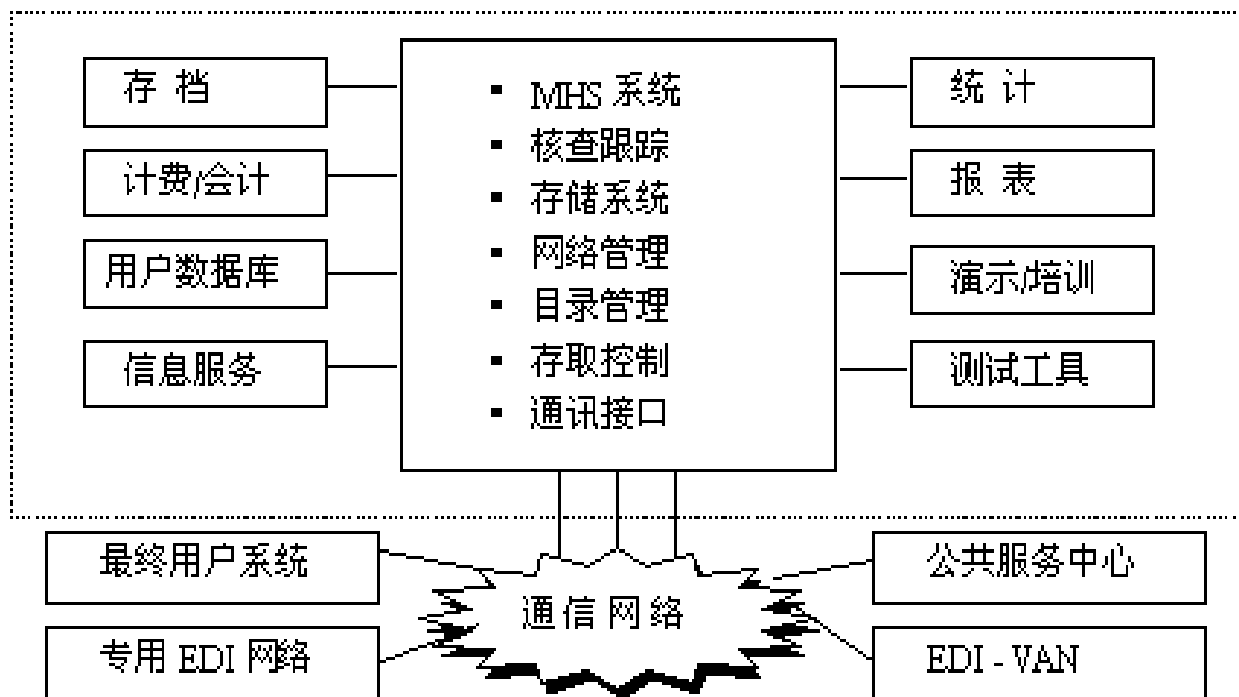 存 档
计费/会计
用户数据库
信息服务
▪ MHS 系统
▪ 核查跟踪
▪ 存储系统
▪ 网络管理
▪ 目录管理
▪ 存取控制
▪ 通讯接口
统 计
报 表
演示/培训
测试工具
最终用户系统
专用 EDI 网络
通信网络
公共服务中心
EDI - VAN